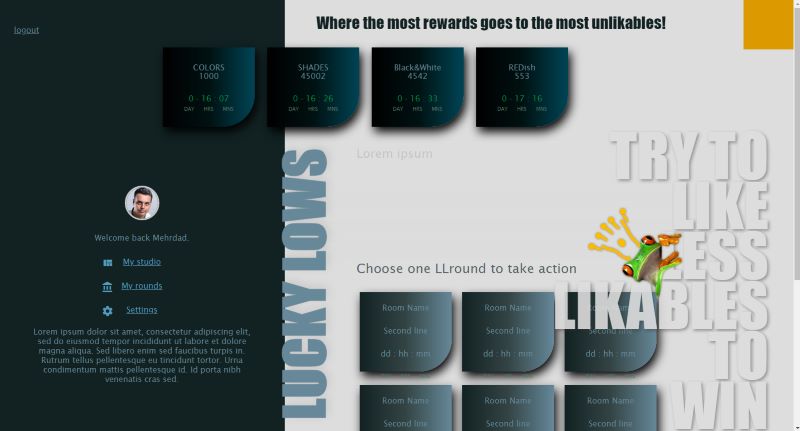 Where the most rewards goes to the most unlikables!
logout
COLORS
1000
0 - 16 : 07
DAY HRS MNS
SHADES
45002
0 - 16 : 26
DAY HRS MNS
Black&White
4542
0 - 16 : 33
DAY HRS MNS
REDish
553
0 - 17 : 16
DAY HRS MNS
LUCKY LOWS
Lorem ipsum
TRY TO
LIKE
LESS
LIKABLES
TO
WIN
Welcome back Mehrdad.
My studio
My rounds
Settings
Lorem ipsum dolor sit amet, consectetur adipiscing elit,
sed do eiusmod tempor incididunt ut labore et dolore
magna aliqua. Sed libero enim sed faucibus turpis in.
Rutrum tellus pellentesque eu tincidunt tortor. Urna
condimentum mattis pellentesque id. Id porta nibh
venenatis cras sed.
Choose one LLround to take action
Room Name
Second line
dd : hh : mm
Room Name
Second line
dd : hh : mm
Room Name
Second line
dd : hh : mm
Room Name
Second line
Room Name
Second line
Room Name
Second line